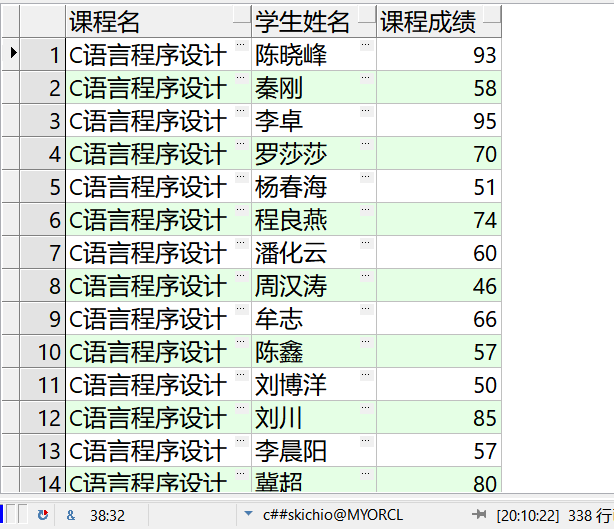 课程名 学生姓名 课程成绩
1 C语言程序设计 ... 陈晓峰 ... 93
2 C语言程序设计 ... 秦刚 ... 58
3 C语言程序设计 ... 李卓 ... 95
4 C语言程序设计 ... 罗莎莎 ... 70
5 C语言程序设计 ... 杨春海 ... 51
6 C语言程序设计 ... 程良燕 ... 74
7 C语言程序设计 ... 潘化云 ... 60
8 C语言程序设计 ... 周汉涛 ... 46
9 C语言程序设计 ... 牟志 ... 66
10 C语言程序设计 ... 陈鑫 ... 57
11 C语言程序设计 ... 刘博洋 ... 50
12 C语言程序设计 ... 刘川 ... 85
13 C语言程序设计 ... 李晨阳 ... 57
14 C语言程序设计 ... 冀超 ... 80
& 38:32 c##skichio@MYORCL [20:10:22] 338 行